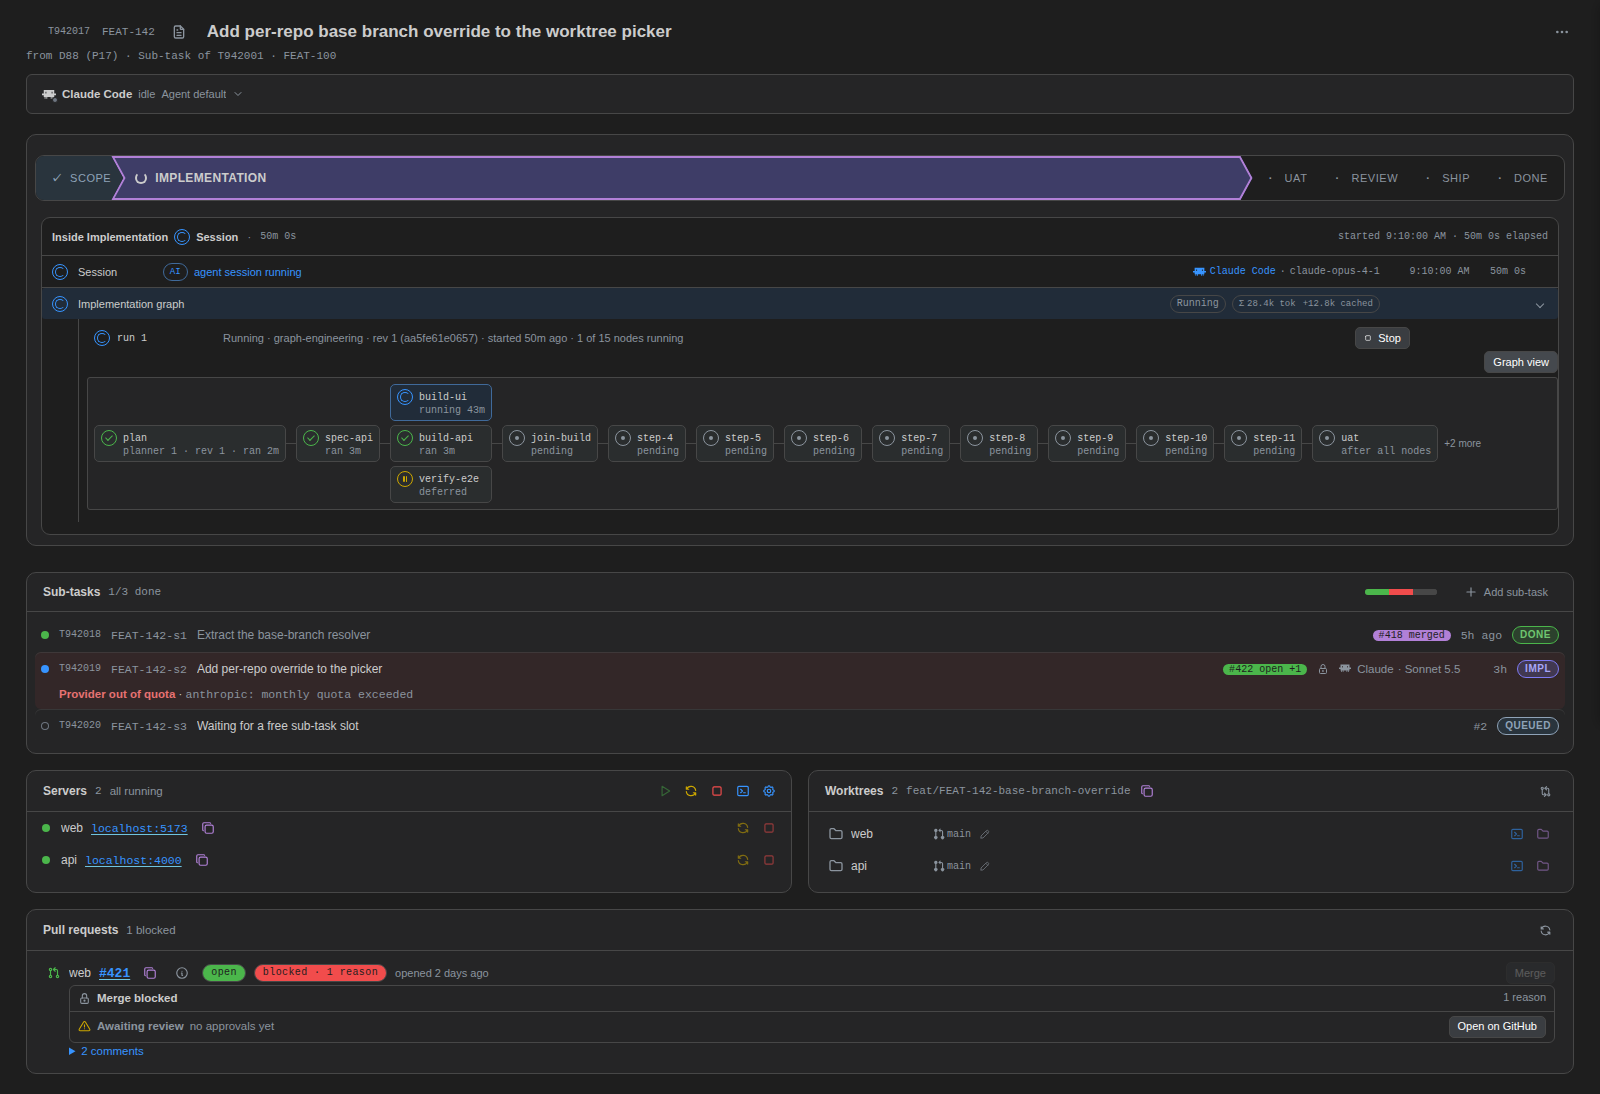 T942017 FEAT-142 Add per-repo base branch override to the worktree picker
from D88 (P17) · Sub-task of T942001 · FEAT-100
Claude Code idle Agent default
SCOPE IMPLEMENTATION · UAT · REVIEW · SHIP · DONE
Inside Implementation Session · 50m 0s started 9:10:00 AM · 50m 0s elapsed
Session AI agent session running Claude Code · claude-opus-4-1 9:10:00 AM 50m 0s
Implementation graph Running Σ 28.4k tok +12.8k cached
run 1 Running · graph-engineering · rev 1 (aa5fe61e0657) · started 50m ago · 1 of 15 nodes running Stop
Graph view
build-ui
running 43m
plan spec-api build-api join-build step-4 step-5 step-6 step-7 step-8 step-9 step-10 step-11 uat
planner 1 · rev 1 · ran 2m ran 3m ran 3m pending pending pending pending pending pending pending pending pending after all nodes +2 more
verify-e2e
deferred
Sub-tasks 1/3 done Add sub-task
T942018 FEAT-142-s1 Extract the base-branch resolver #418 merged 5h ago DONE
T942019 FEAT-142-s2 Add per-repo override to the picker #422 open +1 Claude · Sonnet 5.5 3h IMPL
Provider out of quota · anthropic: monthly quota exceeded
T942020 FEAT-142-s3 Waiting for a free sub-task slot #2 QUEUED
Servers 2 all running
web localhost:5173
api localhost:4000
Worktrees 2 feat/FEAT-142-base-branch-override
web main
api main
Pull requests 1 blocked
web #421 open blocked · 1 reason opened 2 days ago Merge
Merge blocked 1 reason
Awaiting review no approvals yet Open on GitHub
2 comments